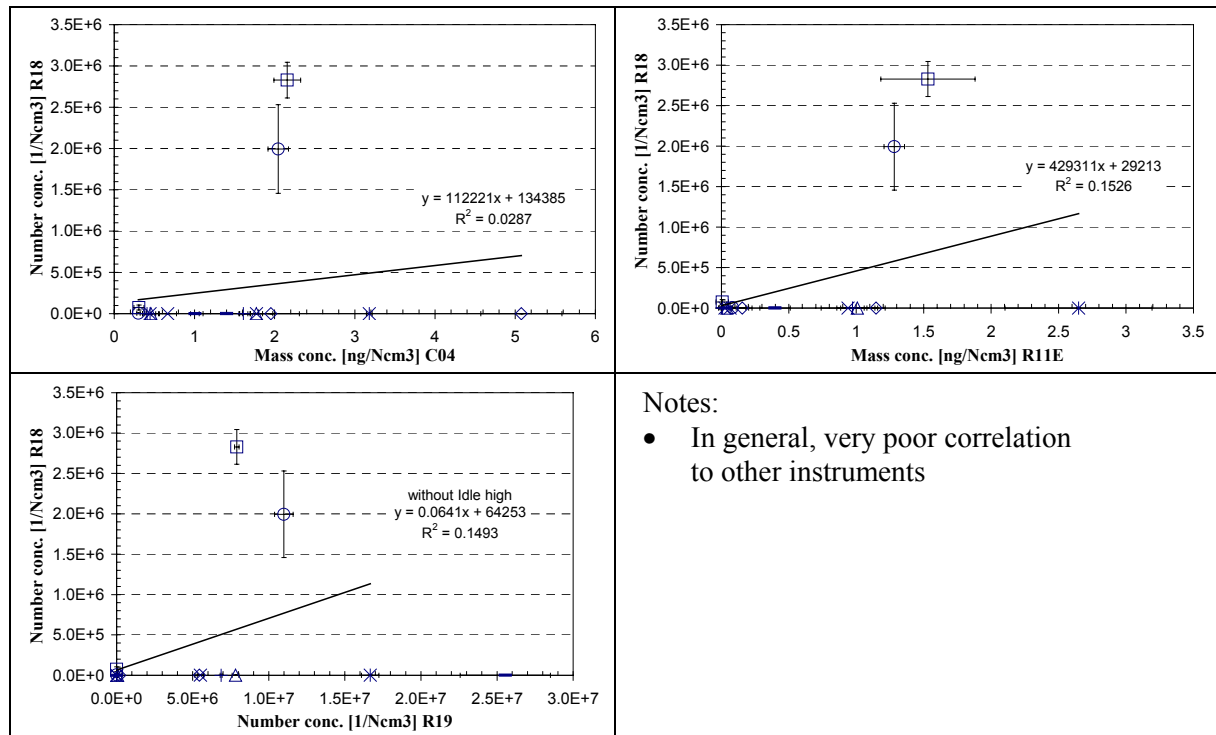 3.5E+6
3.0E+6
2.5E+6
2.0E+6
1.5E+6
1.0E+6
5.0E+5
0.0E+0
Number conc. [1/Ncm3] R18
y = 112221x + 134385
R2 = 0.0287
0 1 2 3 4 5 6
Mass conc. [ng/Ncm3] C04
3.5E+6
3.0E+6
2.5E+6
2.0E+6
1.5E+6
1.0E+6
5.0E+5
0.0E+0
Number conc. [1/Ncm3] R18
y = 429311x + 29213
R2 = 0.1526
0 0.5 1 1.5 2 2.5 3 3.5
Mass conc. [ng/Ncm3] R11E
3.5E+6
3.0E+6
2.5E+6
2.0E+6
1.5E+6
1.0E+6
5.0E+5
0.0E+0
Number conc. [1/Ncm3] R18
without Idle high
y = 0.0641x + 64253
R2 = 0.1493
0.0E+0 5.0E+6 1.0E+7 1.5E+7 2.0E+7 2.5E+7 3.0E+7
Number conc. [1/Ncm3] R19
Notes:
• In general, very poor correlation
to other instruments